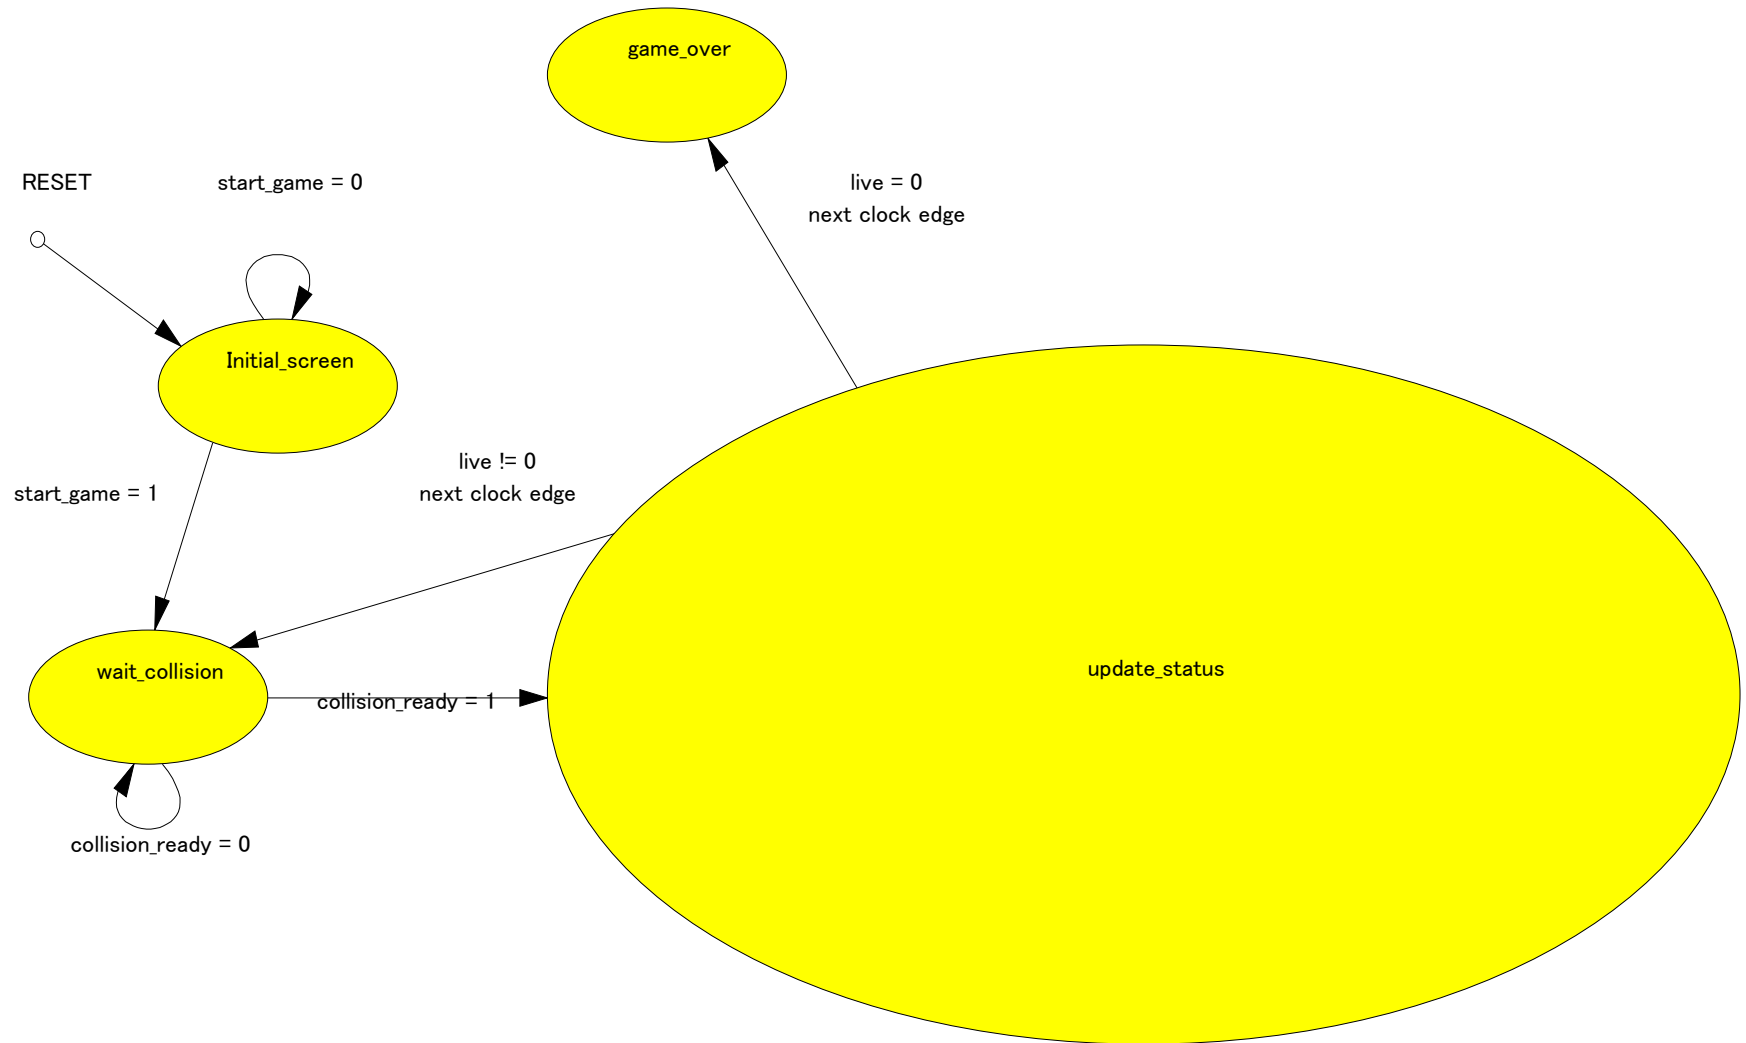 game_over
RESET
start_game = 0
live = 0
next clock edge
Initial_screen
live != 0
next clock edge
start_game = 1
wait_collision
update_status
collision_ready = 1
collision_ready = 0